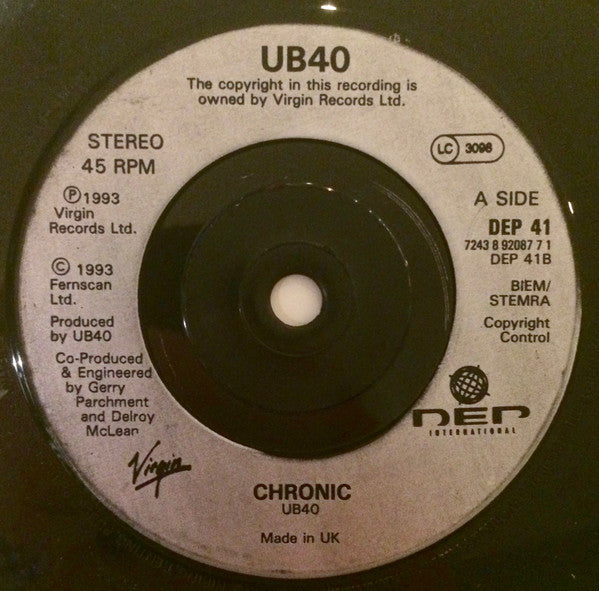 UB40
The copyright in this recording is
owned by Virgin Records Ltd.
STEREO
45 RPM
Ⓟ 1993
Virgin
Records Ltd.
© 1993
Fernscan
Ltd.
Produced
by UB40
Co-Produced
& Engineered
by Gerry
Parchment
and Delroy
McLean
Virgin
LC 3098
A SIDE
DEP 41
7243 8 92087 7 1
DEP 41B
BIEM/
STEMRA
Copyright
Control
DEP
INTERNATIONAL
CHRONIC
UB40
Made in UK